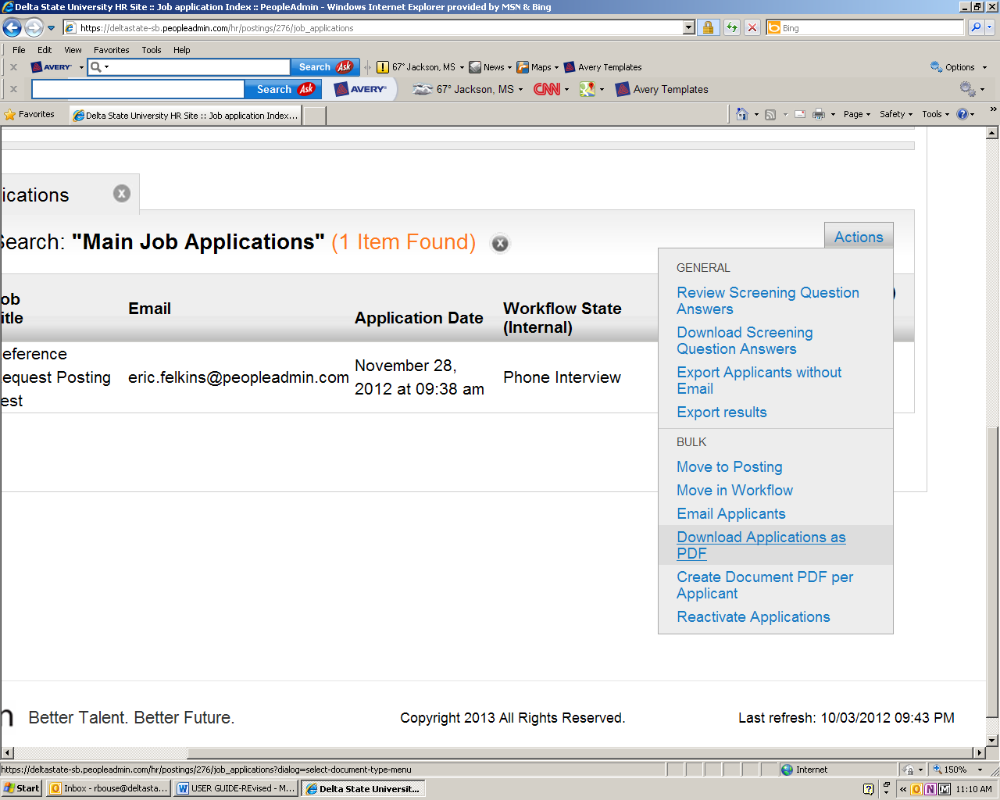 Delta State University HR Site :: Job application Index :: PeopleAdmin - Windows Internet Explorer provided by MSN & Bing
https://deltastate-sb.peopleadmin.com/hr/postings/276/job_applications
Bing
File Edit View Favorites Tools Help
AVERY Search Ask 67° Jackson, MS News Maps Avery Templates Options
Search Ask AVERY 67° Jackson, MS CNN Avery Templates
Favorites Delta State University HR Site :: Job application Index... Page Safety Tools
ications
Search: "Main Job Applications" (1 Item Found)
Actions
ob
itle
Email
Application Date
Workflow State
(Internal)
eference
equest Posting
est
eric.felkins@peopleadmin.com
November 28,
2012 at 09:38 am
Phone Interview
GENERAL
Review Screening Question
Answers
Download Screening
Question Answers
Export Applicants without
Email
Export results
BULK
Move to Posting
Move in Workflow
Email Applicants
Download Applications as
PDF
Create Document PDF per
Applicant
Reactivate Applications
n Better Talent. Better Future. Copyright 2013 All Rights Reserved. Last refresh: 10/03/2012 09:43 PM
https://deltastate-sb.peopleadmin.com/hr/postings/276/job_applications?dialog=select-document-type-menu Internet 150%
Start Inbox - rbouse@deltasta... USER GUIDE-REvised - M... Delta State Universit... 11:10 AM